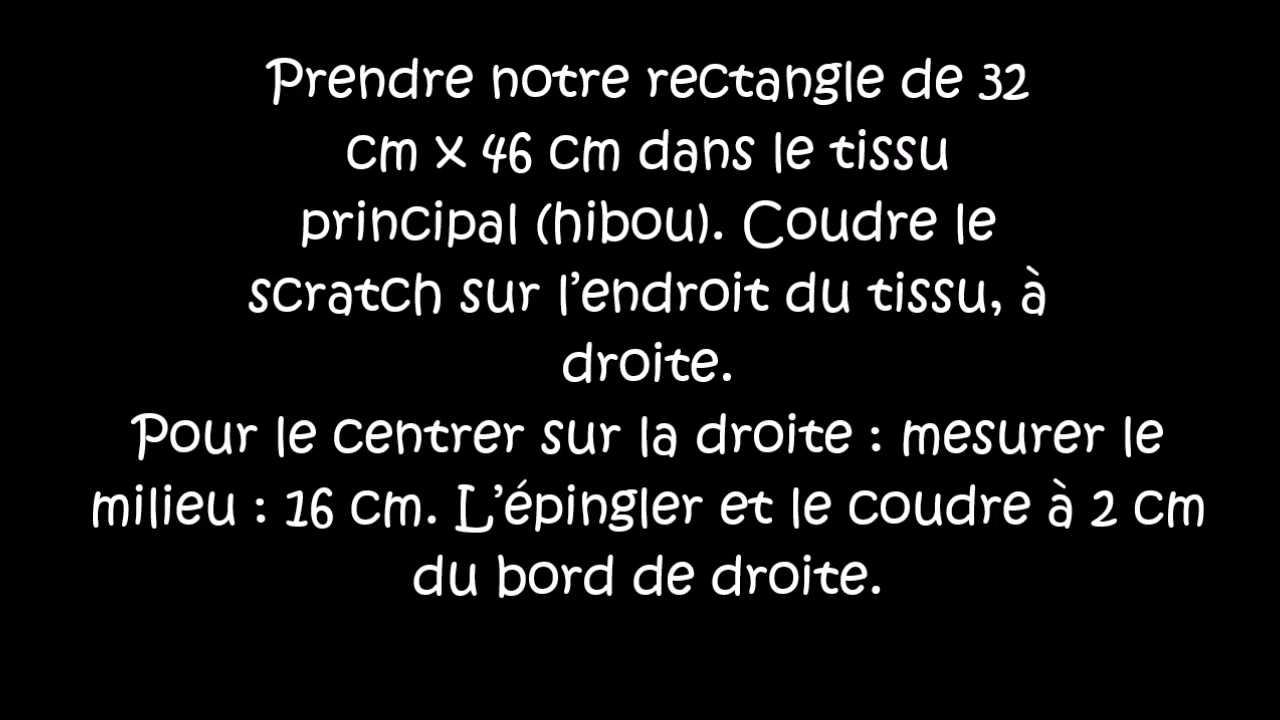 Prendre notre rectangle de 32
cm x 46 cm dans le tissu
principal (hibou). Coudre le
scratch sur l’endroit du tissu, à
droite.
Pour le centrer sur la droite : mesurer le
milieu : 16 cm. L’épingler et le coudre à 2 cm
du bord de droite.